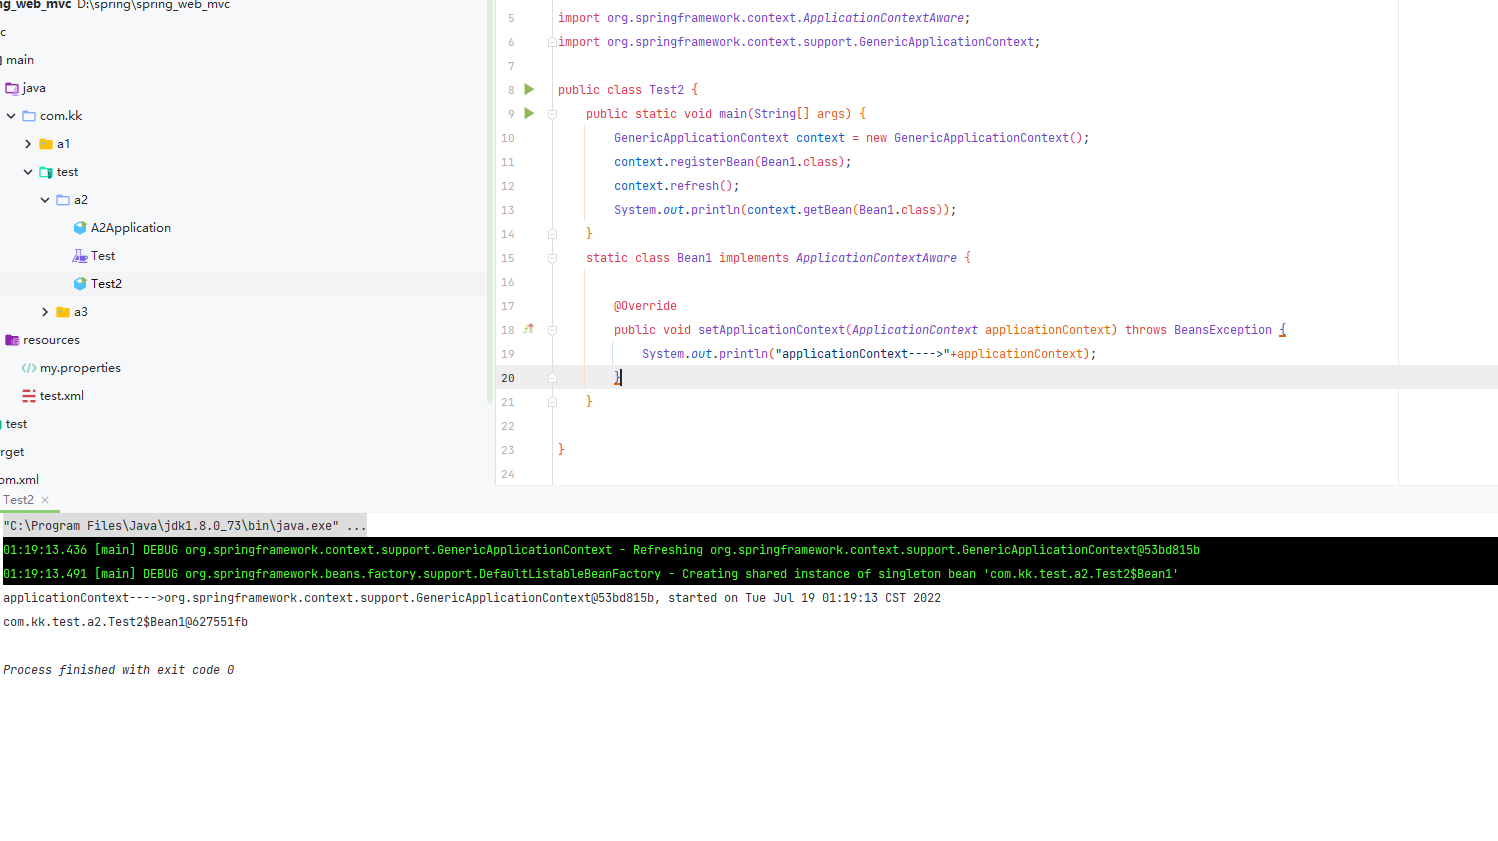 ng_web_mvc D:\spring\spring_web_mvc
c
main
java
com.kk
a1
test
a2
A2Application
Test
Test2
a3
resources
my.properties
test.xml
test
rget
om.xml
5 import org.springframework.context.ApplicationContextAware;
6 import org.springframework.context.support.GenericApplicationContext;
7
8 public class Test2 {
9 public static void main(String[] args) {
10 GenericApplicationContext context = new GenericApplicationContext();
11 context.registerBean(Bean1.class);
12 context.refresh();
13 System.out.println(context.getBean(Bean1.class));
14 }
15 static class Bean1 implements ApplicationContextAware {
16
17 @Override
18 public void setApplicationContext(ApplicationContext applicationContext) throws BeansException {
19 System.out.println("applicationContext---->"+applicationContext);
20 }
21 }
22
23 }
24
Test2 ×
"C:\Program Files\Java\jdk1.8.0_73\bin\java.exe" ...
01:19:13.436 [main] DEBUG org.springframework.context.support.GenericApplicationContext - Refreshing org.springframework.context.support.GenericApplicationContext@53bd815b
01:19:13.491 [main] DEBUG org.springframework.beans.factory.support.DefaultListableBeanFactory - Creating shared instance of singleton bean 'com.kk.test.a2.Test2$Bean1'
applicationContext---->org.springframework.context.support.GenericApplicationContext@53bd815b, started on Tue Jul 19 01:19:13 CST 2022
com.kk.test.a2.Test2$Bean1@627551fb
Process finished with exit code 0